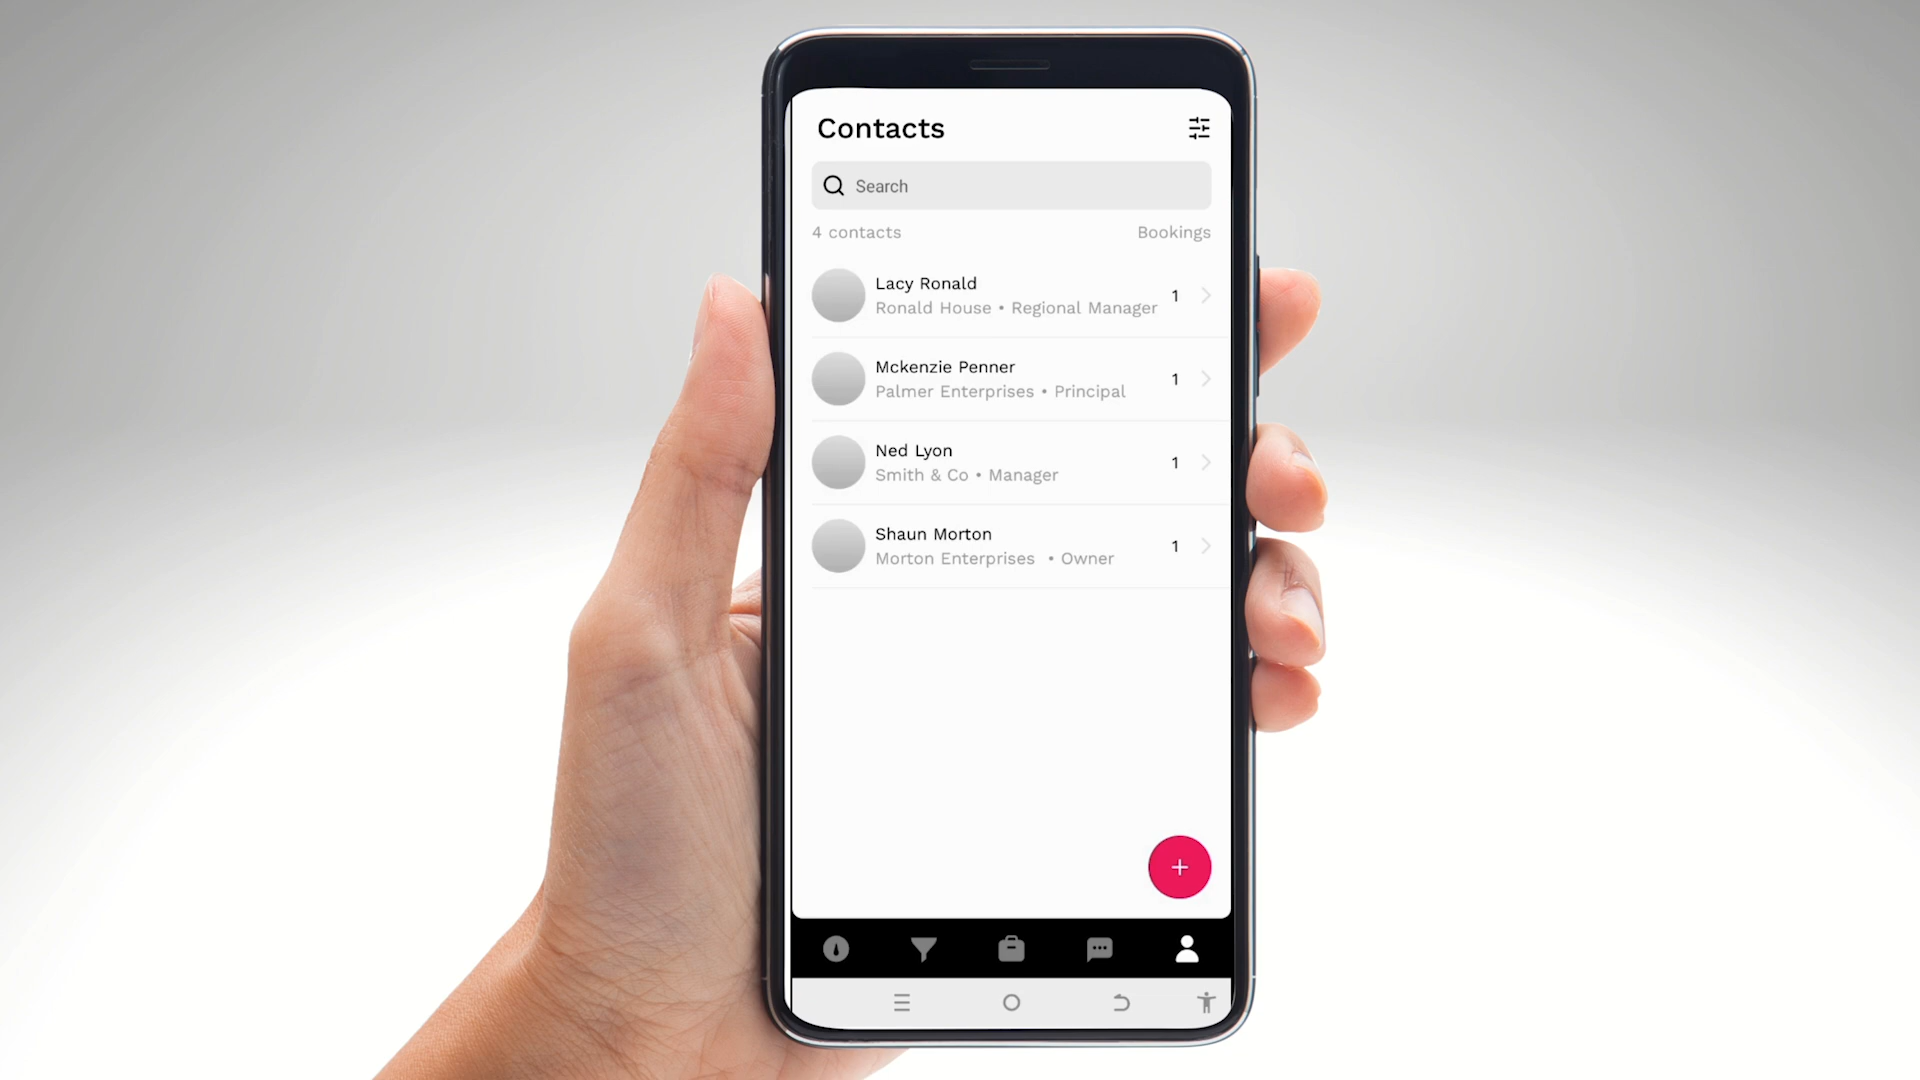 Contacts
Search
4 contacts Bookings
Lacy Ronald
Ronald House • Regional Manager 1
Mckenzie Penner
Palmer Enterprises • Principal 1
Ned Lyon
Smith & Co • Manager 1
Shaun Morton
Morton Enterprises • Owner 1